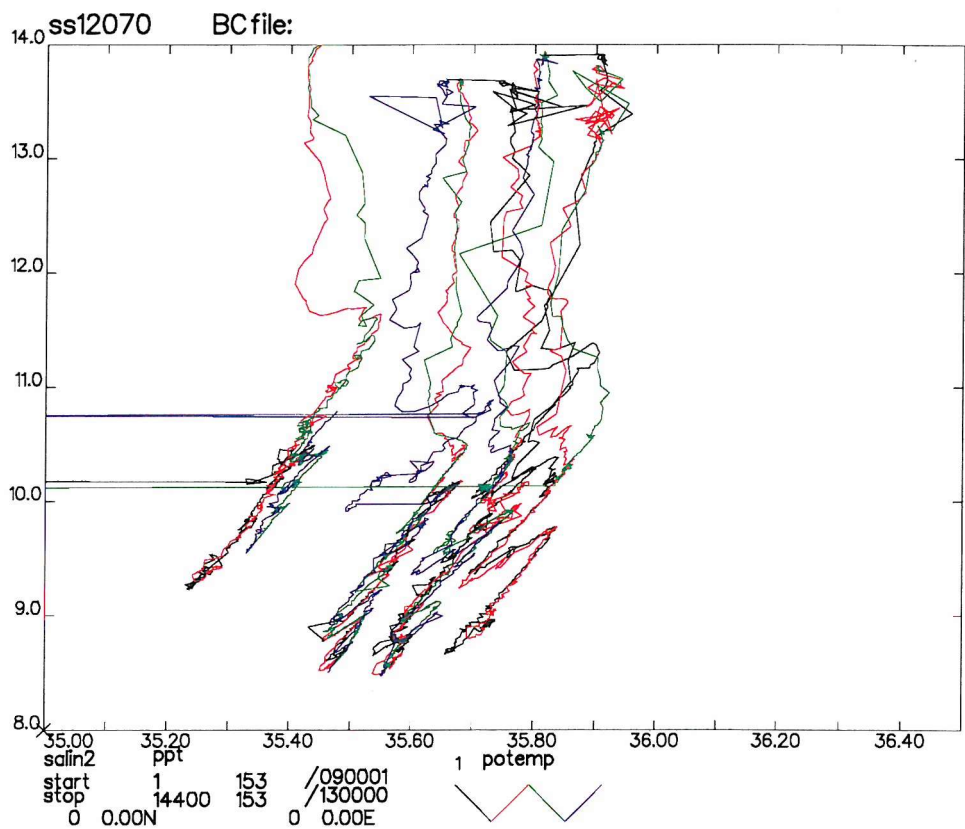 ss12070 BC file:
14.0
13.0
12.0
11.0
10.0
9.0
8.0
35.00 35.20 35.40 35.60 35.80 36.00 36.20 36.40
salin2 ppt 1 potemp
start 1 153 /090001
stop 14400 153 /130000
0 0.00N 0 0.00E